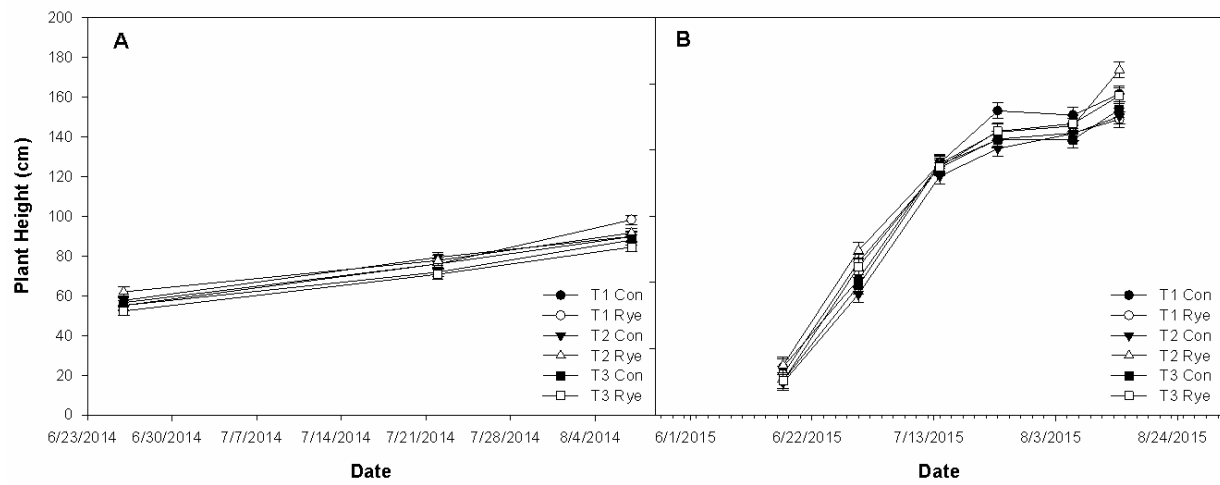 200
180
160
140
120
100
80
60
40
20
0
Plant Height (cm)
A
T1 Con
T1 Rye
T2 Con
T2 Rye
T3 Con
T3 Rye
6/23/2014 6/30/2014 7/7/2014 7/14/2014 7/21/2014 7/28/2014 8/4/2014
Date
B
T1 Con
T1 Rye
T2 Con
T2 Rye
T3 Con
T3 Rye
6/1/2015 6/22/2015 7/13/2015 8/3/2015 8/24/2015
Date